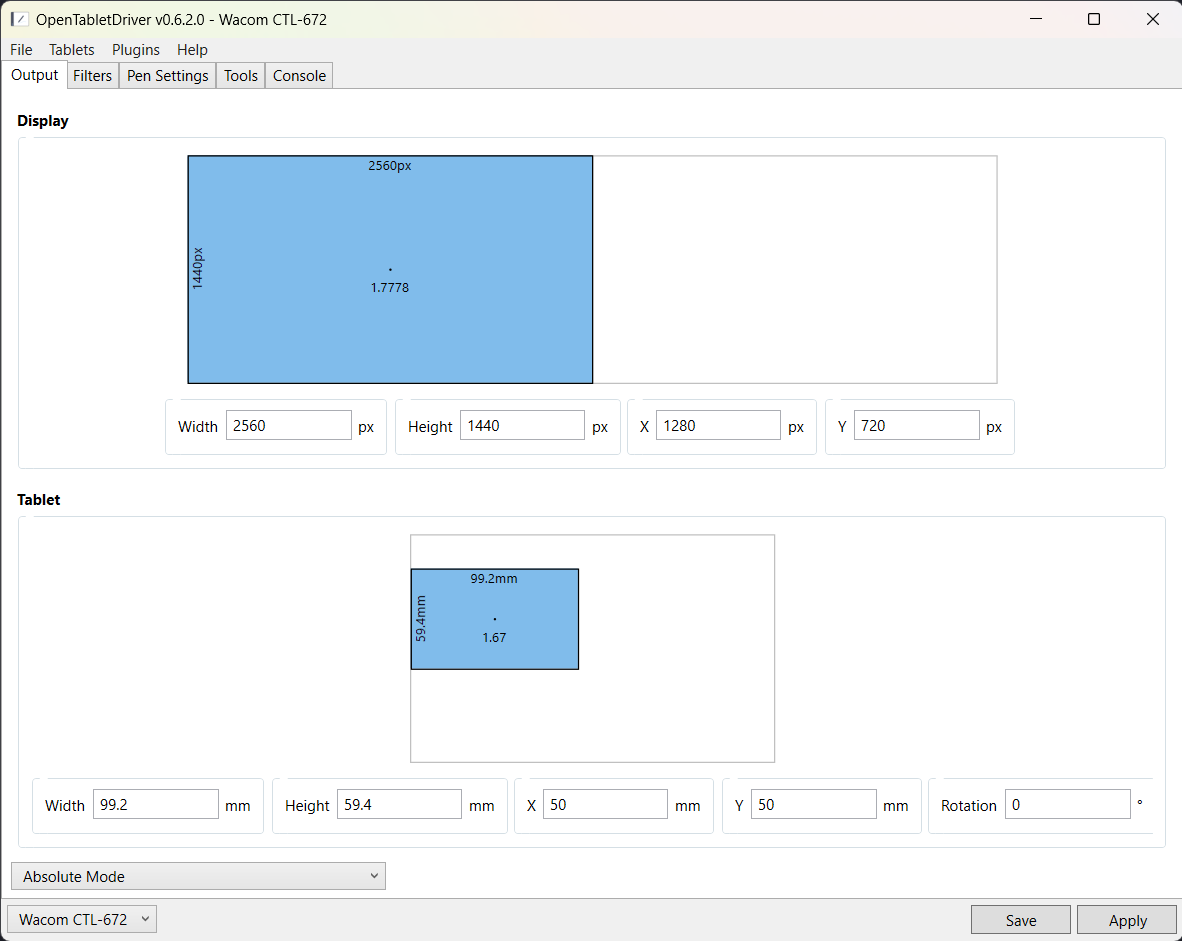 OpenTabletDriver v0.6.2.0 - Wacom CTL-672
File Tablets Plugins Help
Output Filters Pen Settings Tools Console
Display
2560px
1440px
1.7778
Width 2560 px Height 1440 px X 1280 px Y 720 px
Tablet
99.2mm
59.4mm
1.67
Width 99.2 mm Height 59.4 mm X 50 mm Y 50 mm Rotation 0 °
Absolute Mode
Wacom CTL-672 Save Apply